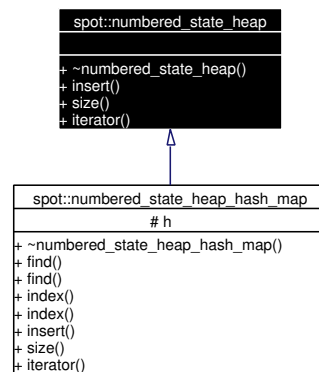 spot::numbered_state_heap
+ ~numbered_state_heap()
+ insert()
+ size()
+ iterator()
spot::numbered_state_heap_hash_map
# h
+ ~numbered_state_heap_hash_map()
+ find()
+ find()
+ index()
+ index()
+ insert()
+ size()
+ iterator()